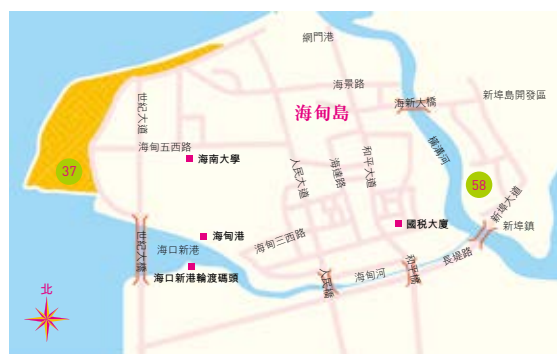 網門港
海景路
海甸島
海新大橋
新埠島開發區
世紀大道
海甸五西路
海南大學
37
人民大道
海達路
和平大道
橫溝河
58
新埠大道
新埠鎮
國税大廈
海甸港
海口新港
世紀大橋
海甸三西路
海口新港輪渡碼頭
人民橋
海甸河
和平橋
長堤路
北